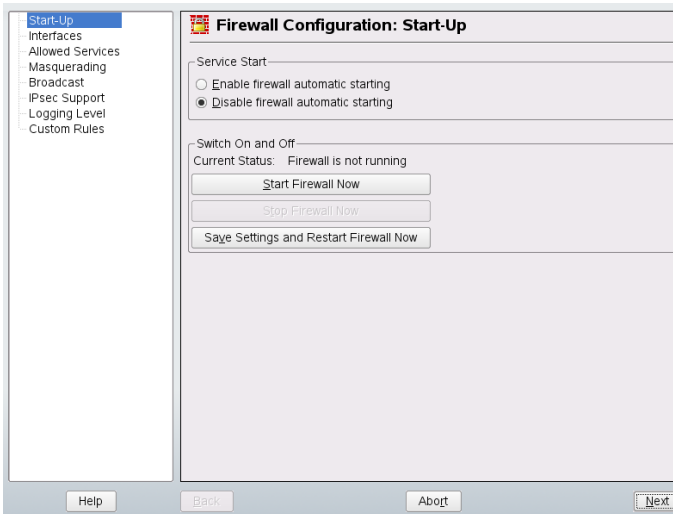 Start-Up
Interfaces
Allowed Services
Masquerading
Broadcast
IPsec Support
Logging Level
Custom Rules
Firewall Configuration: Start-Up
Service Start
Enable firewall automatic starting
Disable firewall automatic starting
Switch On and Off
Current Status: Firewall is not running
Start Firewall Now
Stop Firewall Now
Save Settings and Restart Firewall Now
Help
Back
Abort
Next